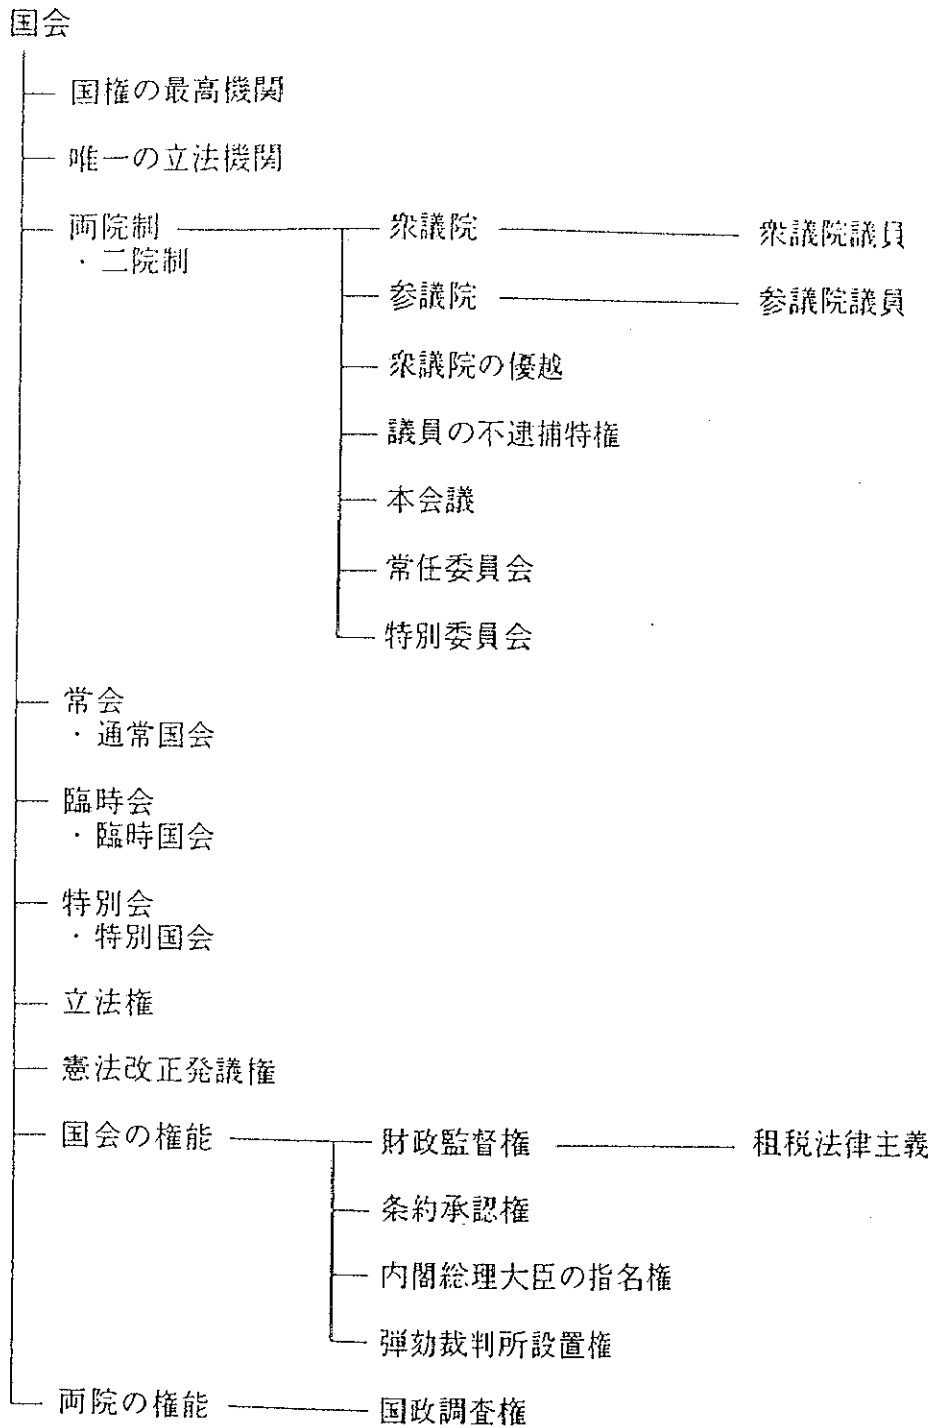 国会
国権の最高機関
唯一の立法機関
両院制 衆議院 衆議院議員
・二院制
参議院 参議院議員
衆議院の優越
議員の不逮捕特権
本会議
常任委員会
特別委員会
常会
・通常国会
臨時会
・臨時国会
特別会
・特別国会
立法権
憲法改正発議権
国会の権能 財政監督権 租税法律主義
条約承認権
内閣総理大臣の指名権
弾劾裁判所設置権
両院の権能 国政調査権